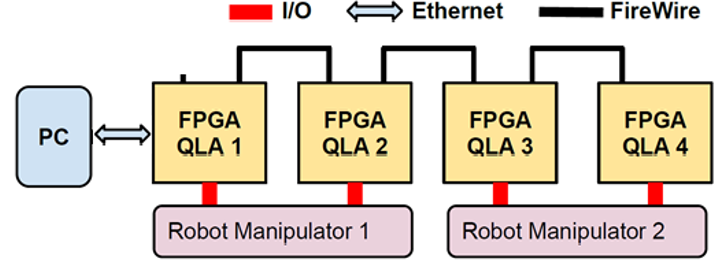 I/O Ethernet FireWire
PC
FPGA
QLA 1
FPGA
QLA 2
FPGA
QLA 3
FPGA
QLA 4
Robot Manipulator 1
Robot Manipulator 2